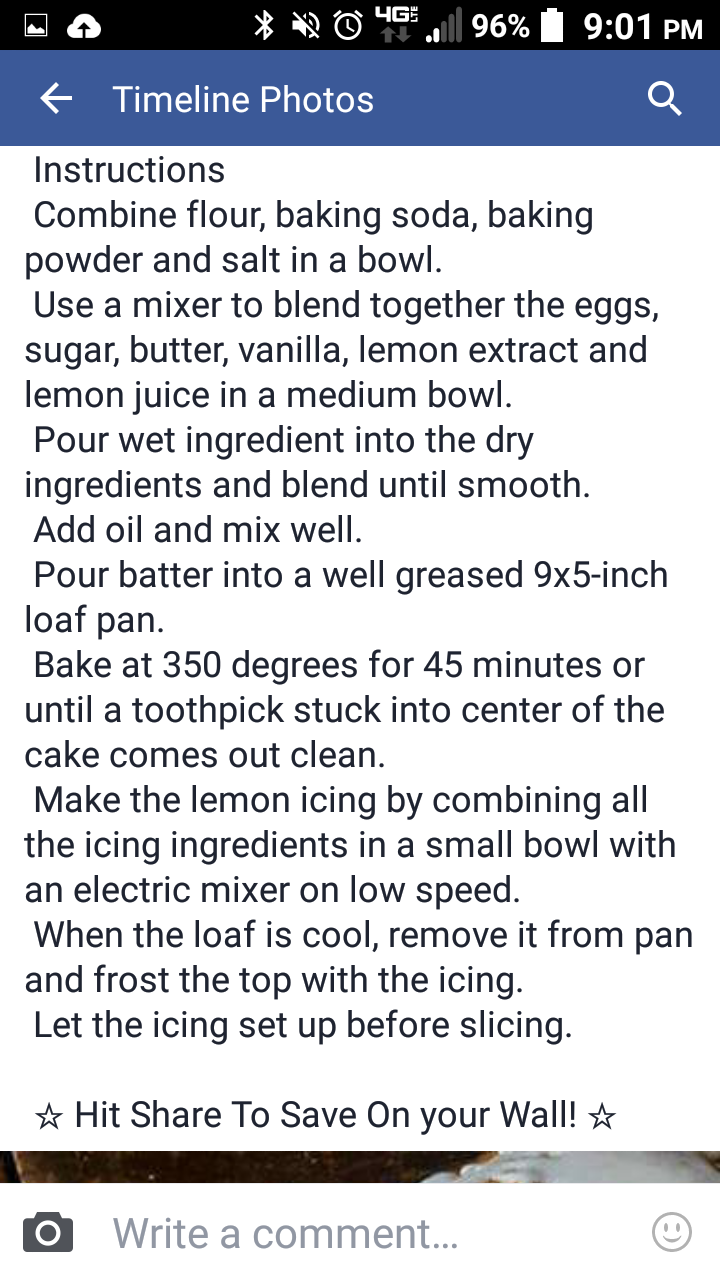 4G LTE 96% 9:01 PM
Timeline Photos
Instructions
Combine flour, baking soda, baking
powder and salt in a bowl.
Use a mixer to blend together the eggs,
sugar, butter, vanilla, lemon extract and
lemon juice in a medium bowl.
Pour wet ingredient into the dry
ingredients and blend until smooth.
Add oil and mix well.
Pour batter into a well greased 9x5-inch
loaf pan.
Bake at 350 degrees for 45 minutes or
until a toothpick stuck into center of the
cake comes out clean.
Make the lemon icing by combining all
the icing ingredients in a small bowl with
an electric mixer on low speed.
When the loaf is cool, remove it from pan
and frost the top with the icing.
Let the icing set up before slicing.
☆ Hit Share To Save On your Wall! ☆
Write a comment...